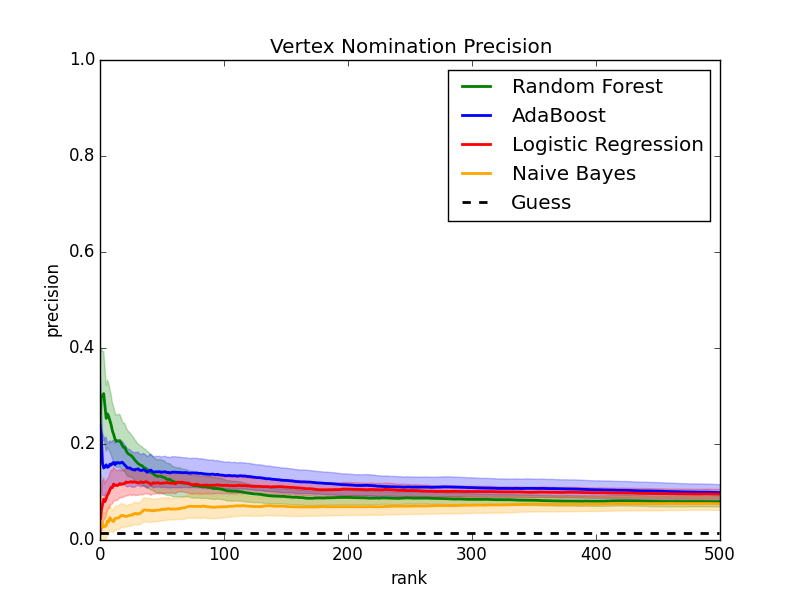 Vertex Nomination Precision
1.0
0.8
0.6
0.4
0.2
0.0
precision
Random Forest
AdaBoost
Logistic Regression
Naive Bayes
Guess
0 100 200 300 400 500
rank